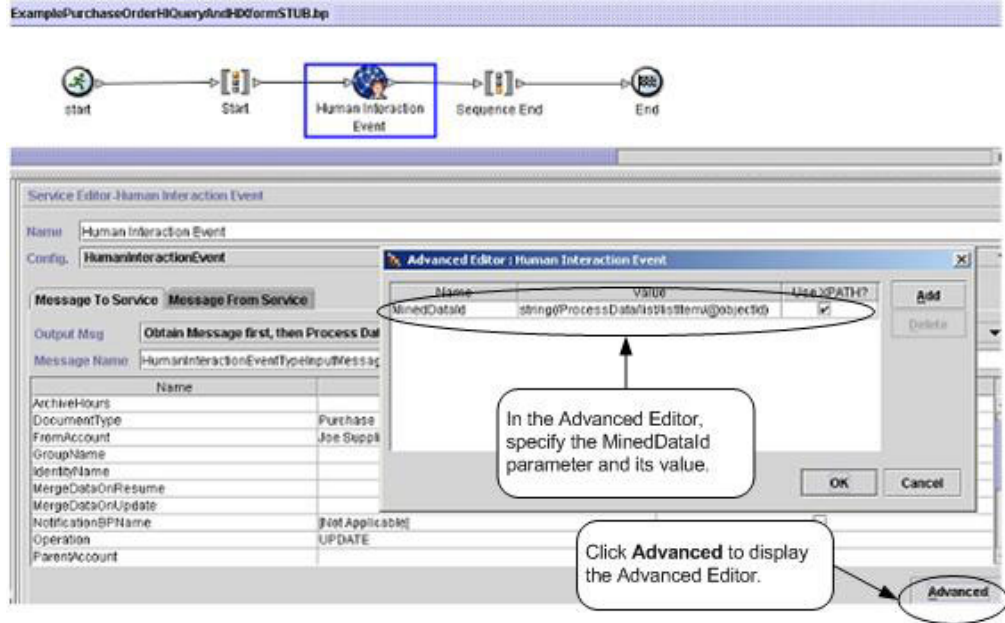 ExamplePurchaseOrderHIQueryAndHIXformSTUB.bp
start
Start
Human Interaction
Event
Sequence End
End
Service Editor-Human Interaction Event
Name Human Interaction Event
Config. HumanInteractionEvent
Message To Service Message From Service
Output Msg Obtain Message first, then Process Dat
Message Name HumanInteractionEventTypeInputMessag
Name
ArchiveHours
DocumentType Purchase
FromAccount Joe Suppli
GroupName
IdentityName
MergeDataOnResume
MergeDataOnUpdate
NotificationBPName [Not Applicable]
Operation UPDATE
ParentAccount
Advanced Editor : Human Interaction Event
Name Value Use XPATH?
MinedDataId string(/ProcessData/list/listItem/@objectid)
Add
Delete
In the Advanced Editor,
specify the MinedDataId
parameter and its value.
OK Cancel
Click Advanced to display
the Advanced Editor.
Advanced